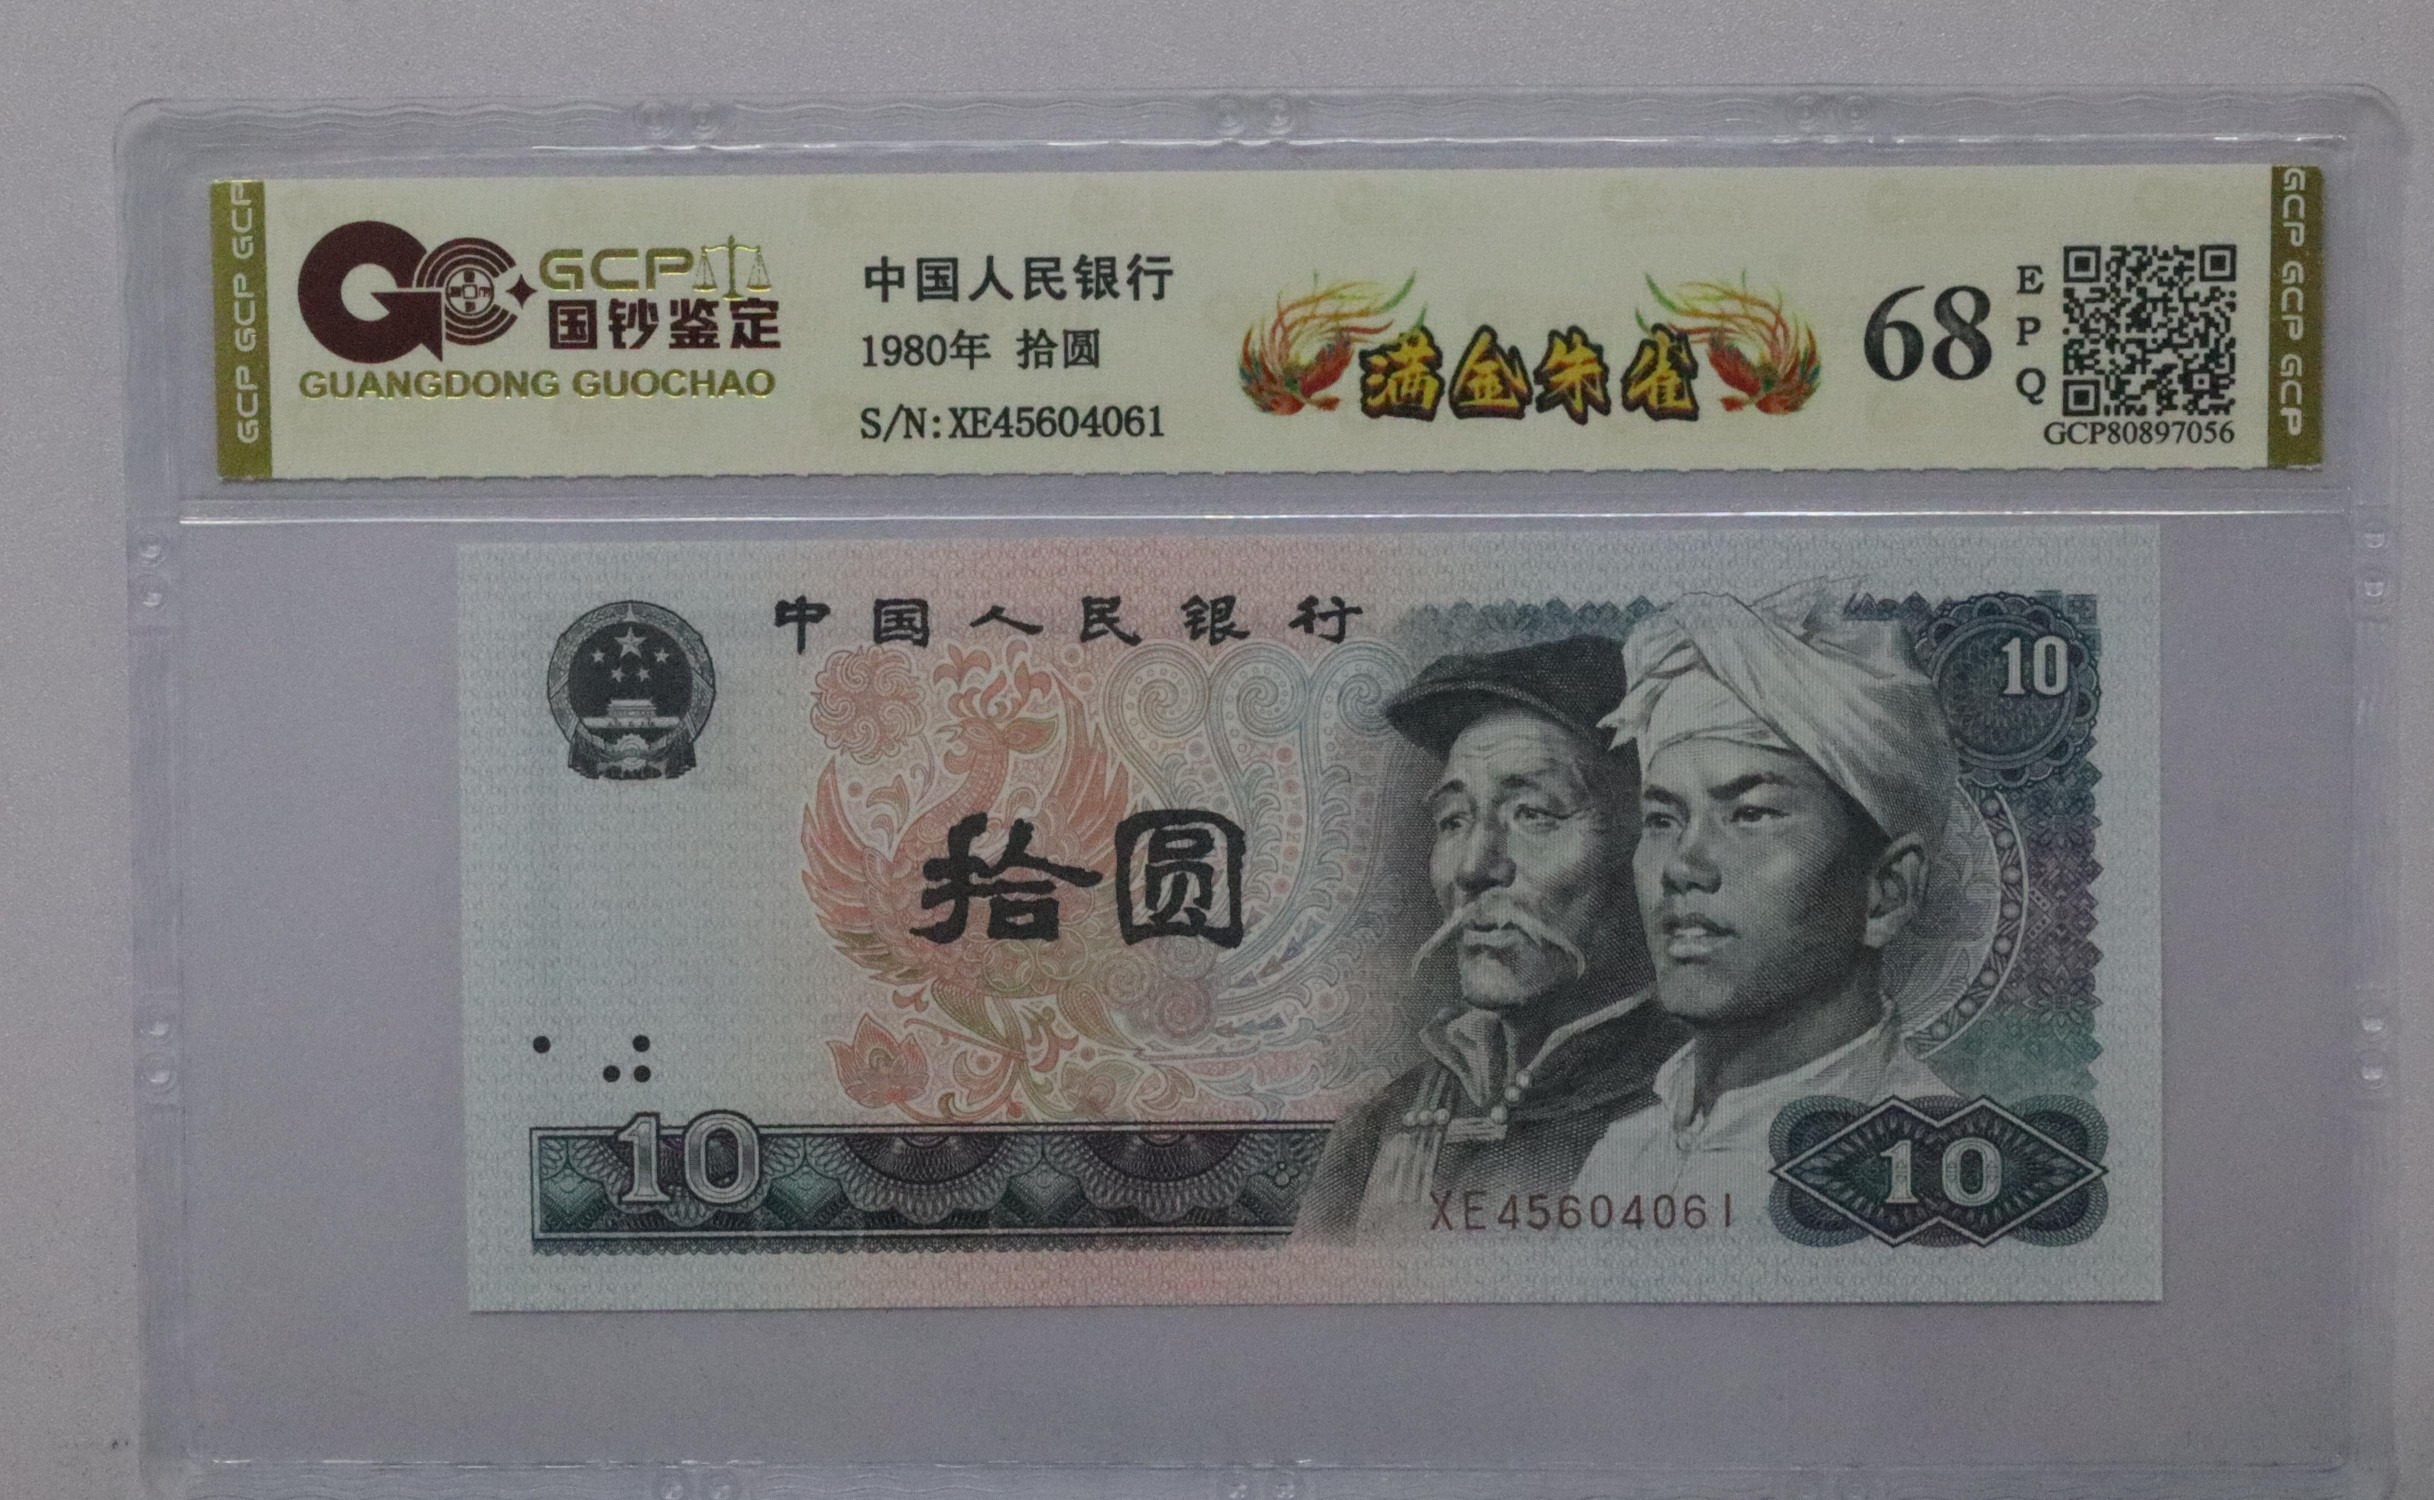 GCP GCP GCP
GCP
国钞鉴定
GUANGDONG GUOCHAO
中国人民银行
1980年 拾圆
S/N:XE45604061
满金朱雀
68
E
P
Q
GCP80897056
GCP GCP GCP
中国人民银行
10
拾圆
10
XE45604061
10